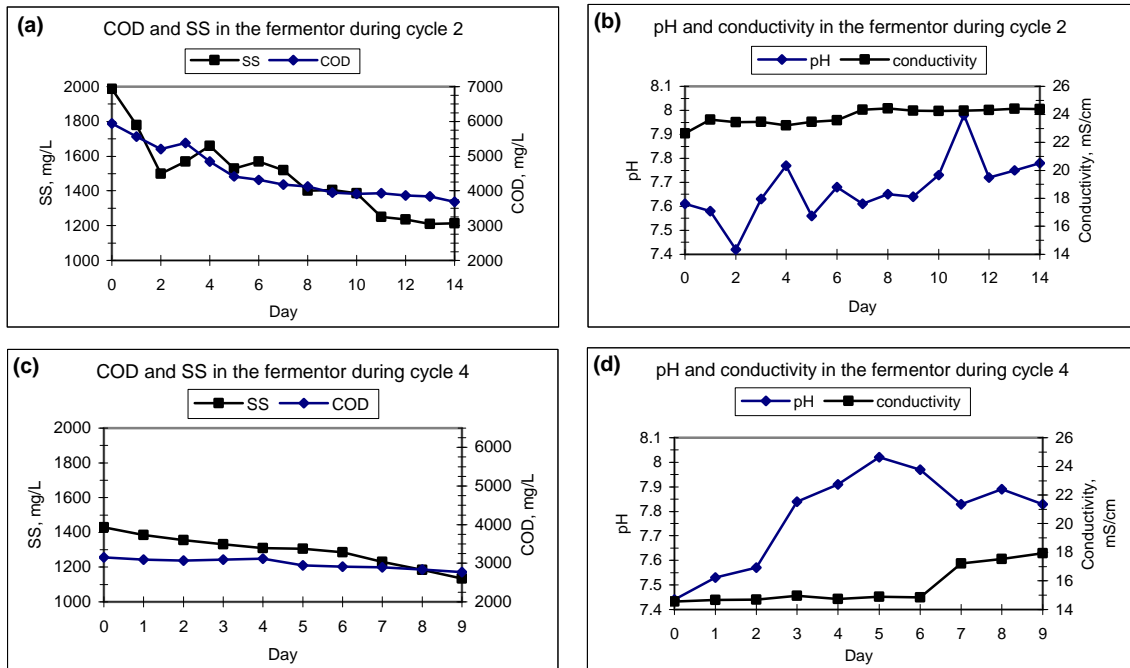 (a)
COD and SS in the fermentor during cycle 2
SS COD
2000
1800
1600
1400
1200
1000
SS, mg/L
7000
6000
5000
4000
3000
2000
COD, mg/L
0 2 4 6 8 10 12 14
Day
(b)
pH and conductivity in the fermentor during cycle 2
pH conductivity
8.1
8
7.9
7.8
7.7
7.6
7.5
7.4
pH
26
24
22
20
18
16
14
Conductivity, mS/cm
0 2 4 6 8 10 12 14
Day
(c)
COD and SS in the fermentor during cycle 4
SS COD
2000
1800
1600
1400
1200
1000
SS, mg/L
6000
5000
4000
3000
2000
COD, mg/L
0 1 2 3 4 5 6 7 8 9
Day
(d)
pH and conductivity in the fermentor during cycle 4
pH conductivity
8.1
8
7.9
7.8
7.7
7.6
7.5
7.4
pH
26
24
22
20
18
16
14
Conductivity,
mS/cm
0 1 2 3 4 5 6 7 8 9
Day